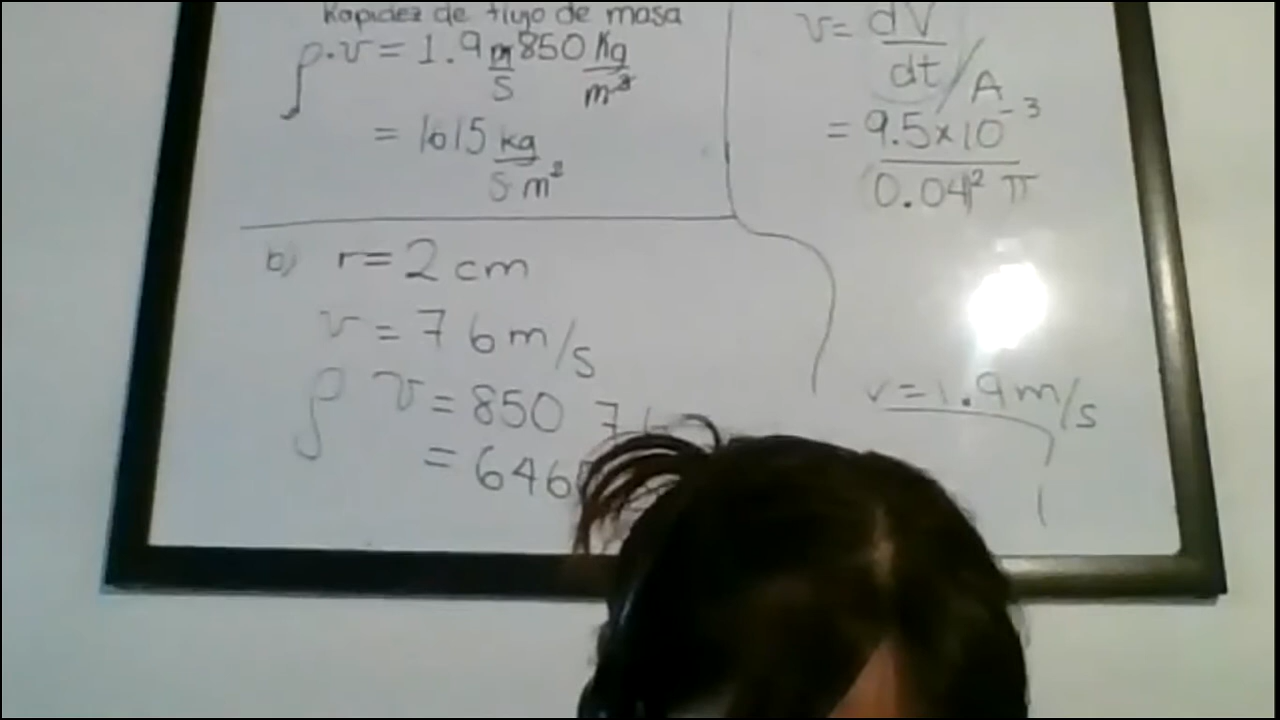 Rapidez de flujo de masa
ρ·v = 1.9 m/s 850 Kg/m³
= 1615 kg/s m²
b) r = 2 cm
v = 7 6 m/s
ρ v = 850 7
= 646
v = dV/dt / A
= 9.5×10⁻³ / 0.04² π
v = 1.9 m/s